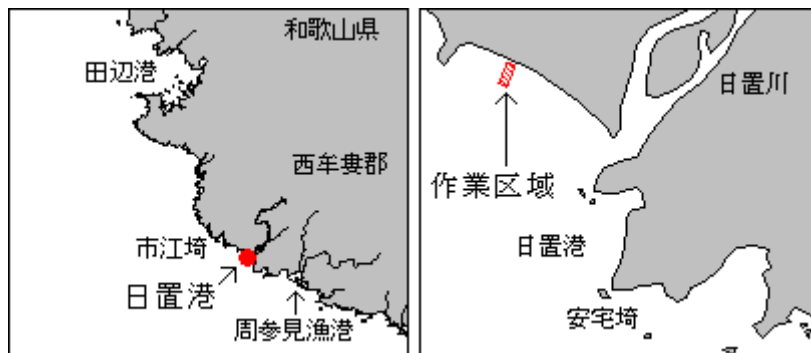 和歌山県
田辺港
西牟婁郡
市江埼
日置港
周参見漁港
日置川
作業区域
日置港
安宅埼